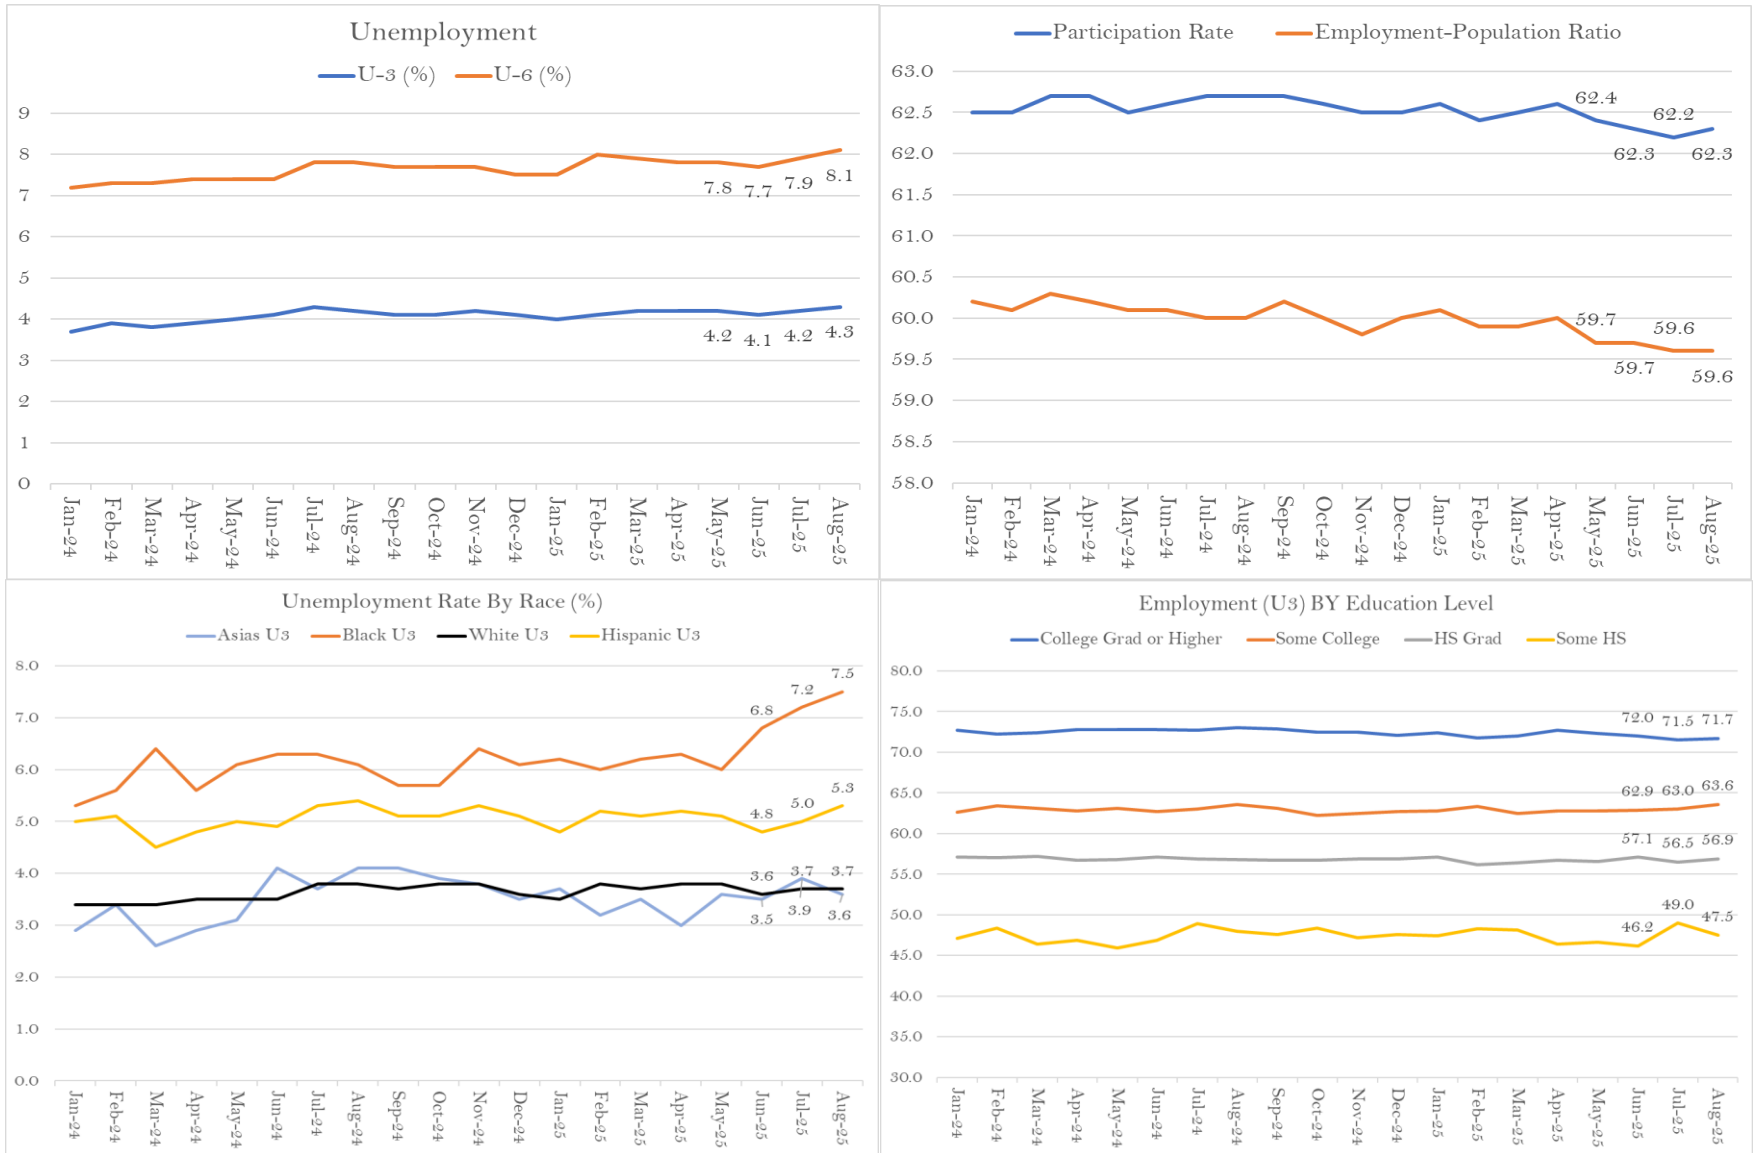 Unemployment
U-3 (%) U-6 (%)
9
8
7
6
5
4
3
2
1
0
7.8 7.7 7.9 8.1
4.2 4.1 4.2 4.3
Jan-24 Feb-24 Mar-24 Apr-24 May-24 Jun-24 Jul-24 Aug-24 Sep-24 Oct-24 Nov-24 Dec-24 Jan-25 Feb-25 Mar-25 Apr-25 May-25 Jun-25 Jul-25 Aug-25
Participation Rate Employment-Population Ratio
63.0
62.5
62.0
61.5
61.0
60.5
60.0
59.5
59.0
58.5
58.0
62.4 62.3 62.2 62.3
59.7 59.7 59.6 59.6
Jan-24 Feb-24 Mar-24 Apr-24 May-24 Jun-24 Jul-24 Aug-24 Sep-24 Oct-24 Nov-24 Dec-24 Jan-25 Feb-25 Mar-25 Apr-25 May-25 Jun-25 Jul-25 Aug-25
Unemployment Rate By Race (%)
Asias U3 Black U3 White U3 Hispanic U3
8.0
7.0
6.0
5.0
4.0
3.0
2.0
1.0
0.0
6.8 7.2 7.5
4.8 5.0 5.3
3.6 3.7 3.7
3.5 3.9 3.6
Jan-24 Feb-24 Mar-24 Apr-24 May-24 Jun-24 Jul-24 Aug-24 Sep-24 Oct-24 Nov-24 Dec-24 Jan-25 Feb-25 Mar-25 Apr-25 May-25 Jun-25 Jul-25 Aug-25
Employment (U3) BY Education Level
College Grad or Higher Some College HS Grad Some HS
80.0
75.0
70.0
65.0
60.0
55.0
50.0
45.0
40.0
35.0
30.0
72.0 71.5 71.7
62.9 63.0 63.6
57.1 56.5 56.9
46.2 49.0 47.5
Jan-24 Feb-24 Mar-24 Apr-24 May-24 Jun-24 Jul-24 Aug-24 Sep-24 Oct-24 Nov-24 Dec-24 Jan-25 Feb-25 Mar-25 Apr-25 May-25 Jun-25 Jul-25 Aug-25